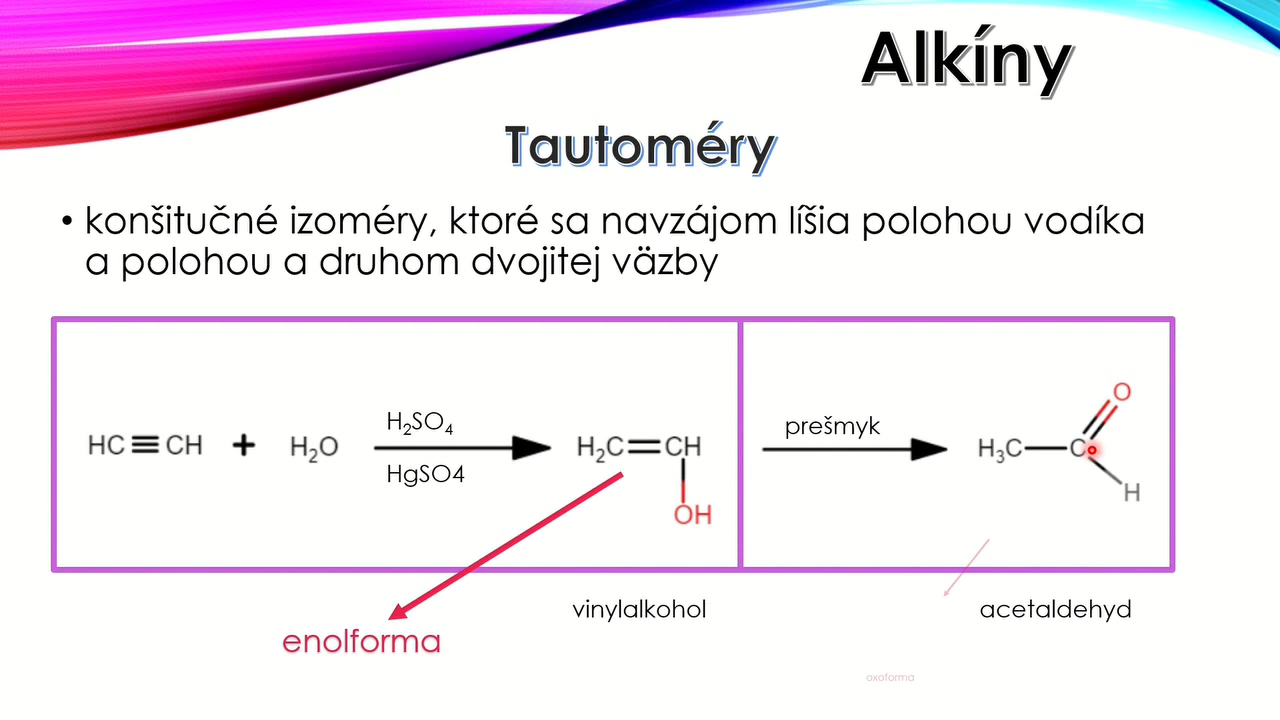 Alkíny
Tautoméry
• konšitučné izoméry, ktoré sa navzájom líšia polohou vodíka
a polohou a druhom dvojitej väzby
HC≡CH + H₂O
H₂SO₄
HgSO4
H₂C=CH
OH
prešmyk
H₃C—C
O
H
vinylalkohol
acetaldehyd
enolforma
oxoforma